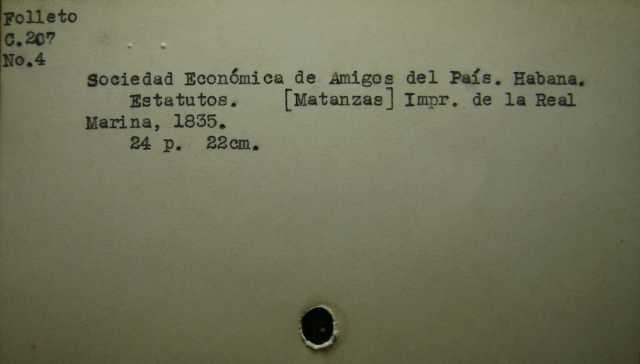 Folleto
C.207
No.4
Sociedad Económica de Amigos del País. Habana.
Estatutos. [Matanzas] Impr. de la Real
Marina, 1835.
24 p. 22cm.